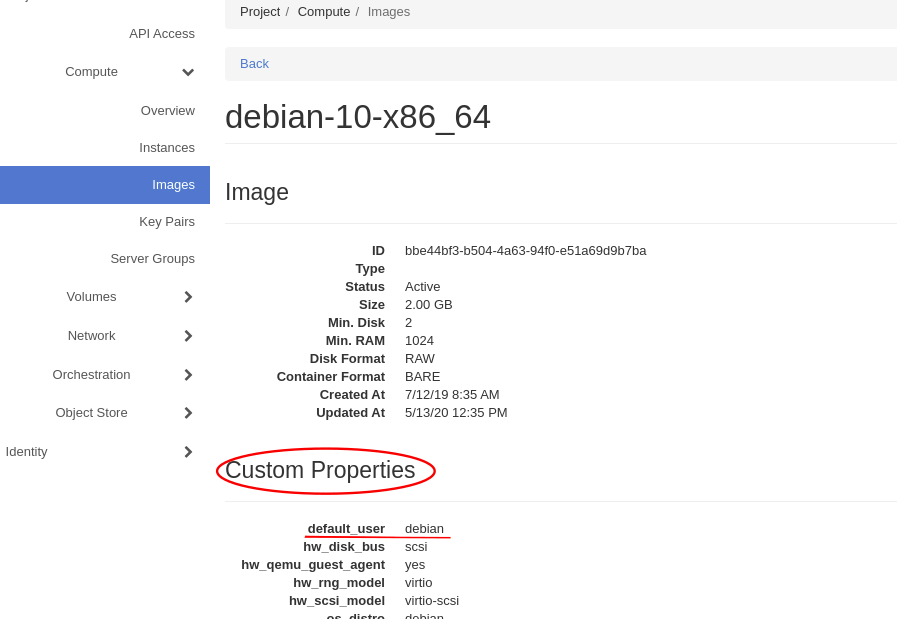 Project / Compute / Images
API Access
Back
Compute
debian-10-x86_64
Overview
Instances
Images
Key Pairs
Server Groups
Volumes
Network
Orchestration
Object Store
Identity
Image
ID bbe44bf3-b504-4a63-94f0-e51a69d9b7ba
Type
Status Active
Size 2.00 GB
Min. Disk 2
Min. RAM 1024
Disk Format RAW
Container Format BARE
Created At 7/12/19 8:35 AM
Updated At 5/13/20 12:35 PM
Custom Properties
default_user debian
hw_disk_bus scsi
hw_qemu_guest_agent yes
hw_rng_model virtio
hw_scsi_model virtio-scsi
os_distro debian